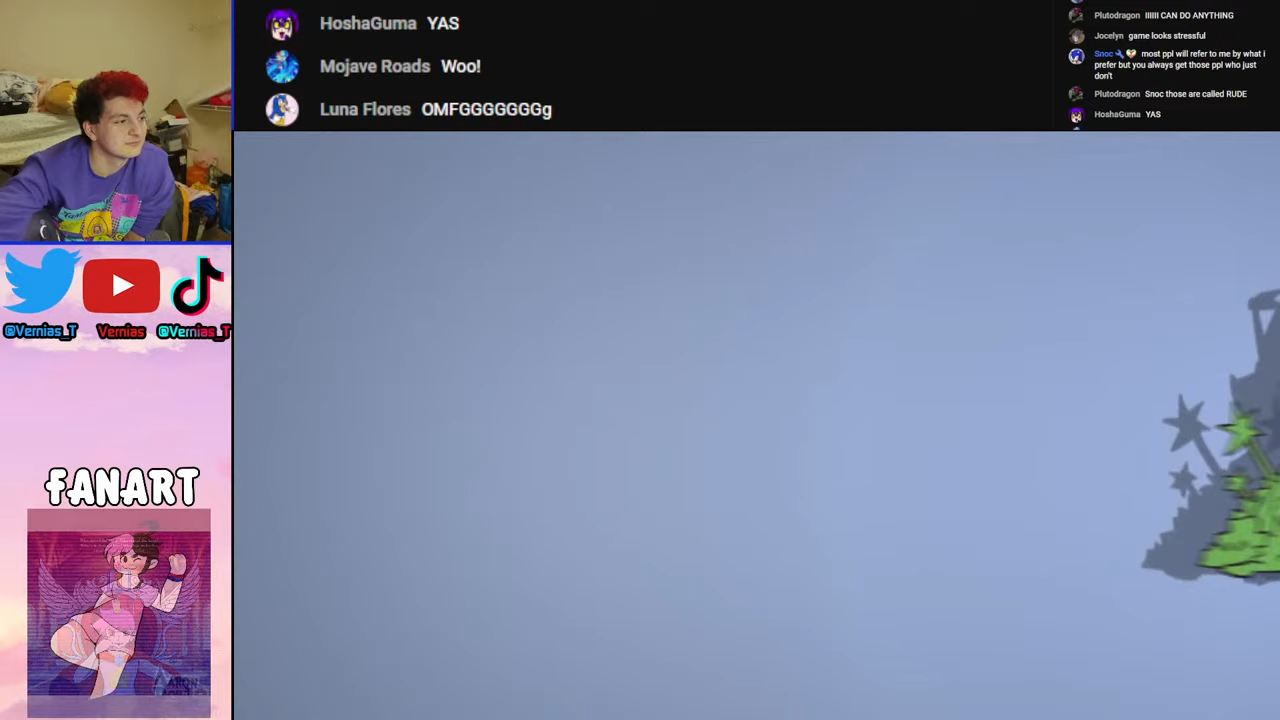 HoshaGuma YAS
Mojave Roads Woo!
Luna Flores OMFGGGGGGGg
Plutodragon IIIIII CAN DO ANYTHING
Jocelyn game looks stressful
Snoc most ppl will refer to me by what i
prefer but you always get those ppl who just
don't
Plutodragon Snoc those are called RUDE
HoshaGuma YAS
@Vernias_T Vernias @Vernias_T
FANART